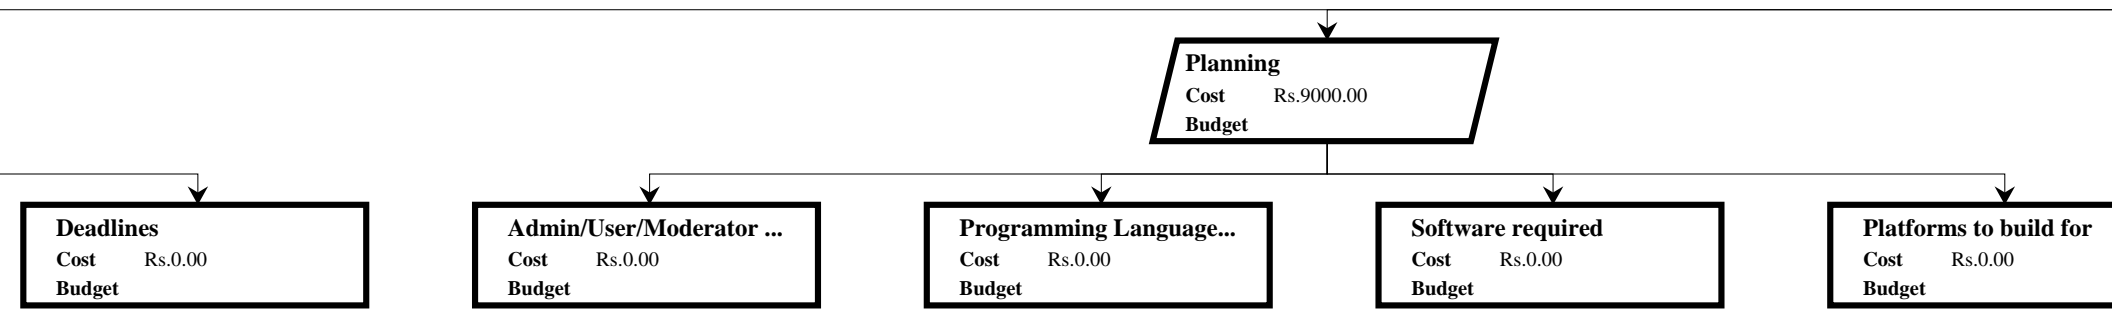 Planning
Cost Rs.9000.00
Budget
Deadlines
Cost Rs.0.00
Budget
Admin/User/Moderator ...
Cost Rs.0.00
Budget
Programming Language...
Cost Rs.0.00
Budget
Software required
Cost Rs.0.00
Budget
Platforms to build for
Cost Rs.0.00
Budget